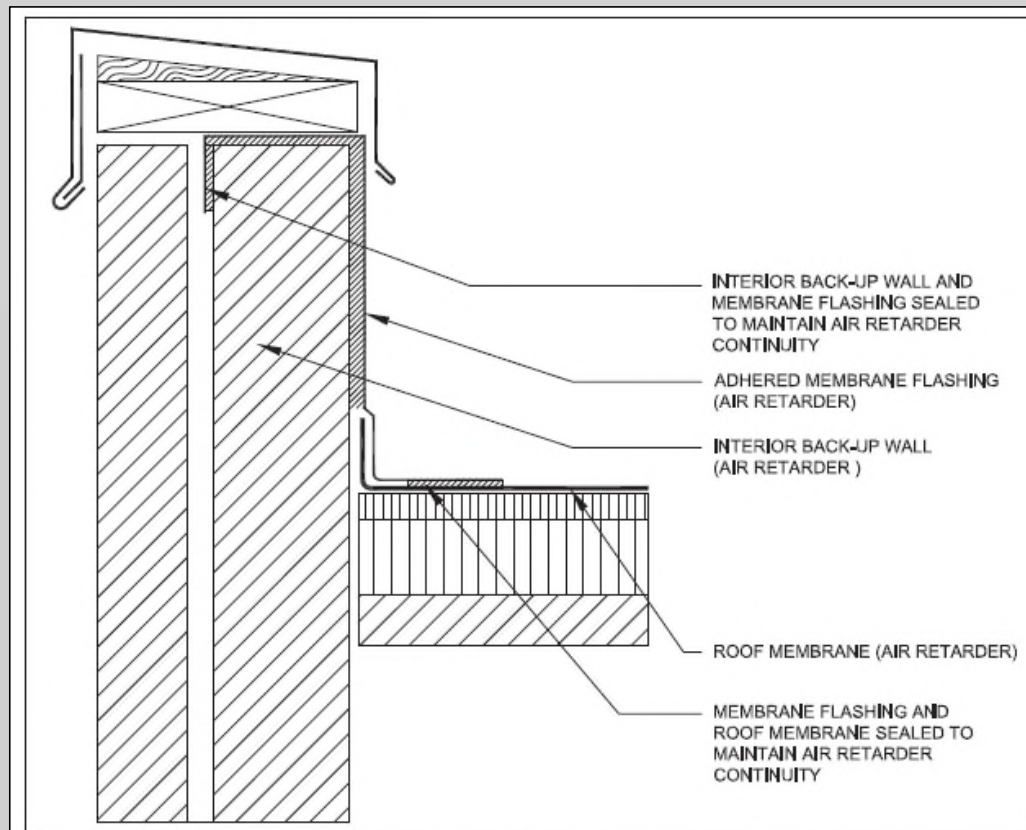 INTERIOR BACK-UP WALL AND
MEMBRANE FLASHING SEALED
TO MAINTAIN AIR RETARDER
CONTINUITY
ADHERED MEMBRANE FLASHING
(AIR RETARDER)
INTERIOR BACK-UP WALL
(AIR RETARDER )
ROOF MEMBRANE (AIR RETARDER)
MEMBRANE FLASHING AND
ROOF MEMBRANE SEALED TO
MAINTAIN AIR RETARDER
CONTINUITY